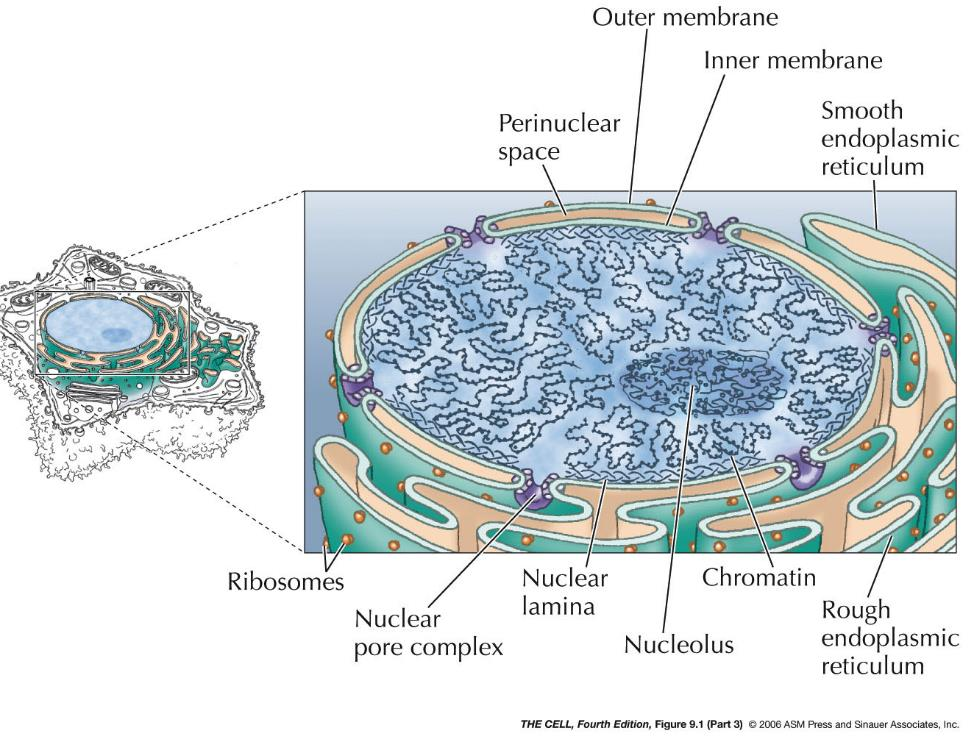 Outer membrane
Inner membrane
Smooth
endoplasmic
reticulum
Perinuclear
space
Ribosomes
Nuclear
pore complex
Nuclear
lamina
Nucleolus
Chromatin
Rough
endoplasmic
reticulum
THE CELL, Fourth Edition, Figure 9.1 (Part 3) © 2006 ASM Press and Sinauer Associates, Inc.